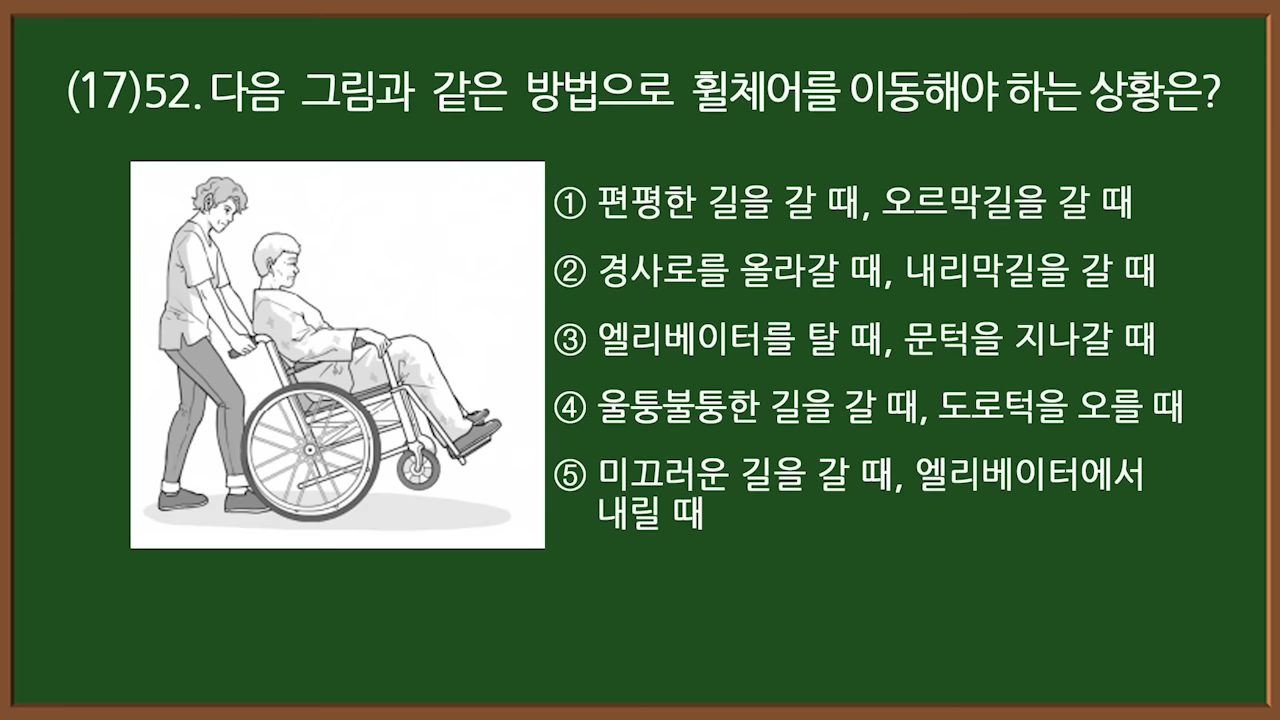 (17)52. 다음 그림과 같은 방법으로 휠체어를 이동해야 하는 상황은?
① 편평한 길을 갈 때, 오르막길을 갈 때
② 경사로를 올라갈 때, 내리막길을 갈 때
③ 엘리베이터를 탈 때, 문턱을 지나갈 때
④ 울퉁불퉁한 길을 갈 때, 도로턱을 오를 때
⑤ 미끄러운 길을 갈 때, 엘리베이터에서
내릴 때